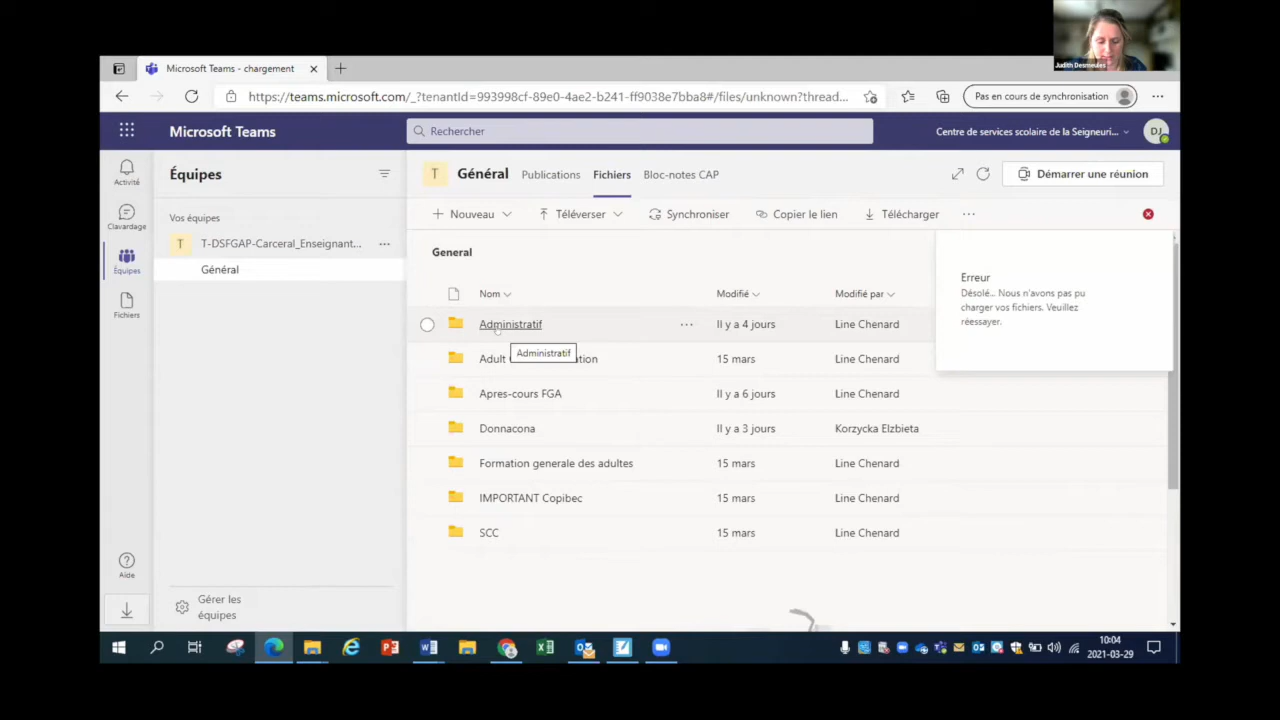 Judith Desmeules
Microsoft Teams - chargement
https://teams.microsoft.com/_?tenantId=993998cf-89e0-4ae2-b241-ff9038e7bba8#/files/unknown?thread...
Pas en cours de synchronisation
Microsoft Teams
Rechercher
Centre de services scolaire de la Seigneuri...
DJ
Activité
Clavardage
Équipes
Fichiers
Aide
Équipes
Vos équipes
T T-DSFGAP-Carceral_Enseignant...
Général
Gérer les
équipes
T Général Publications Fichiers Bloc-notes CAP
Démarrer une réunion
Nouveau Téléverser Synchroniser Copier le lien Télécharger
General
Nom Modifié Modifié par
Administratif Il y a 4 jours Line Chenard
Administratif
Adult 15 mars Line Chenard
Apres-cours FGA Il y a 6 jours Line Chenard
Donnacona Il y a 3 jours Korzycka Elzbieta
Formation generale des adultes 15 mars Line Chenard
IMPORTANT Copibec 15 mars Line Chenard
SCC 15 mars Line Chenard
Erreur
Désolé... Nous n'avons pas pu
charger vos fichiers. Veuillez
réessayer.
10:04
2021-03-29